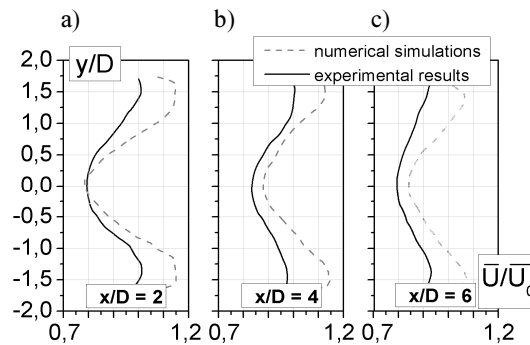 a) b) c)
y/D
numerical simulations
experimental results
2,0
1,5
1,0
0,5
0,0
-0,5
-1,0
-1,5
-2,0
x/D = 2
x/D = 4
x/D = 6
U/U₀
0,7 1,2 0,7 1,2 0,7 1,2